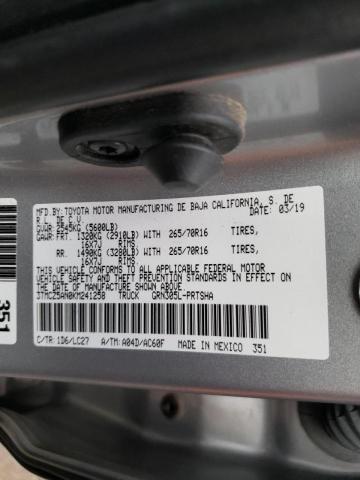 MFD.BY:TOYOTA MOTOR MANUFACTURING DE BAJA CALIFORNIA, S. DE
R.L. DE C.V. DATE: 03/19
GVWR: 2545KG (5600LB)
GAWR: FRT. 1320KG (2910LB) WITH 265/70R16 TIRES,
16X7J RIMS
RR. 1490KG (3280LB) WITH 265/70R16 TIRES,
16X7J RIMS
THIS VEHICLE CONFORMS TO ALL APPLICABLE FEDERAL MOTOR
VEHICLE SAFETY AND THEFT PREVENTION STANDARDS IN
EFFECT ON THE DATE OF MANUFACTURE SHOWN ABOVE.
3TMCZ5AN0KM241258 TRUCK GRN305L-PRTSHA
C/TR: 1D6/LC27 A/TM: A04D/AC60F MADE IN MEXICO 351
351